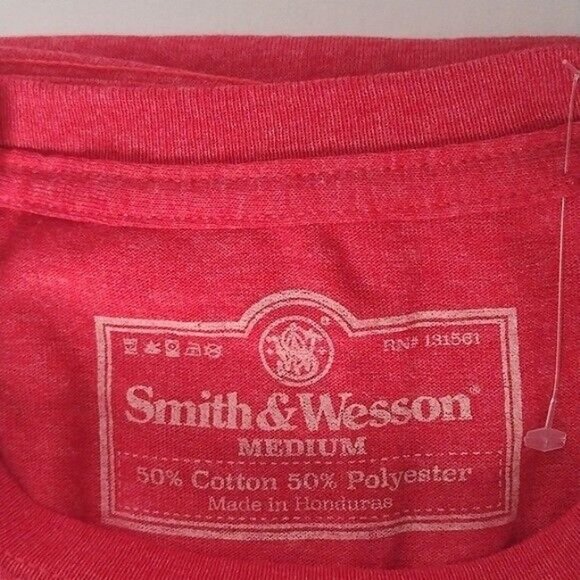 RN# 131561
Smith & Wesson®
MEDIUM
50% Cotton 50% Polyester
Made in Honduras